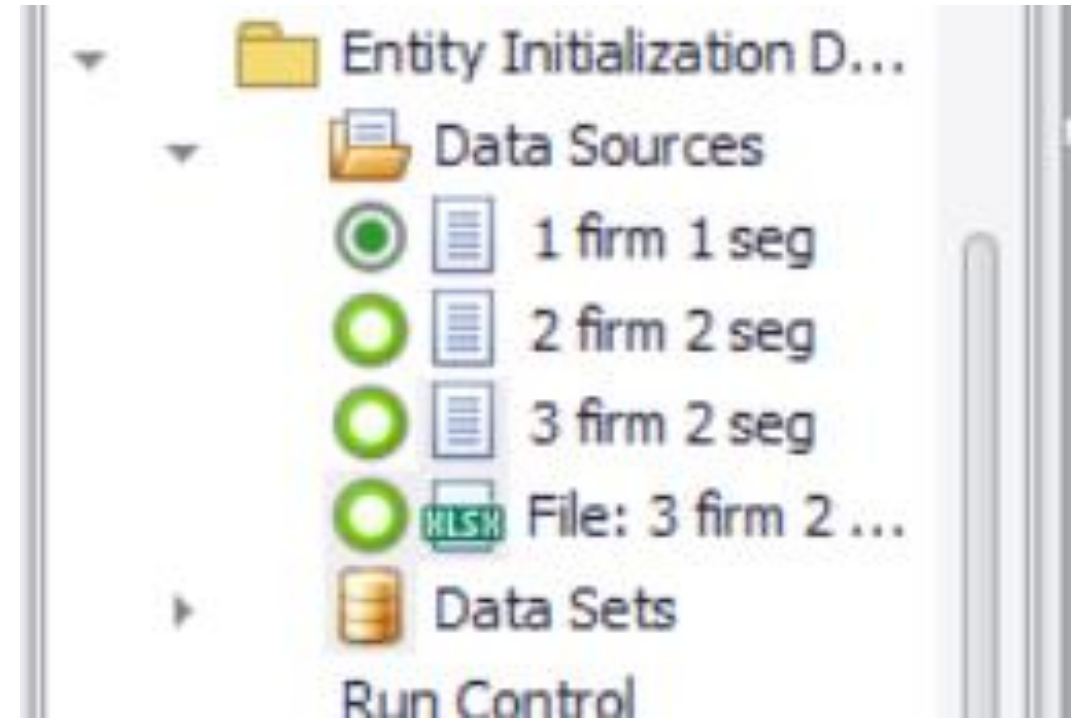 Entity Initialization D...
Data Sources
1 firm 1 seg
2 firm 2 seg
3 firm 2 seg
XLSX File: 3 firm 2 ...
Data Sets
Run Control